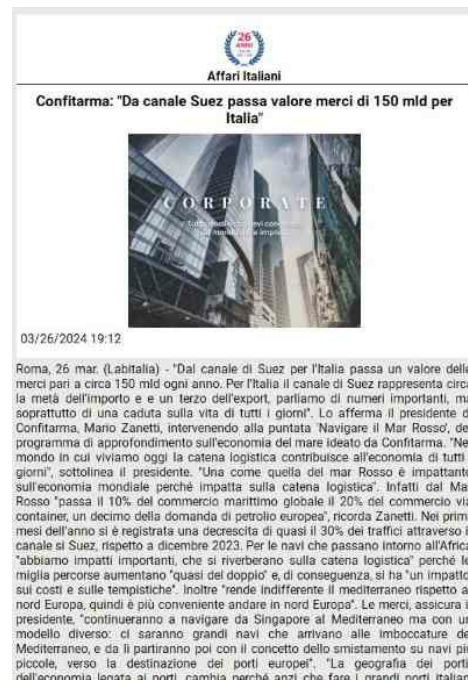 26
ANNI
Affari Italiani
Confitarma: "Da canale Suez passa valore merci di 150 mld per
Italia"
CORPORATE
03/26/2024 19:12
Roma, 26 mar. (Labitalia) - "Dal canale di Suez per l'Italia passa un valore delle
merci pari a circa 150 mld ogni anno. Per l'Italia il canale di Suez rappresenta circa
la metà dell'importo e e un terzo dell'export, parliamo di numeri importanti, ma
soprattutto di una caduta sulla vita di tutti i giorni". Lo afferma il presidente di
Confitarma, Mario Zanetti, intervenendo alla puntata 'Navigare il Mar Rosso', del
programma di approfondimento sull'economia del mare ideato da Confitarma. "Nel
mondo in cui viviamo oggi la catena logistica contribuisce all'economia di tutti i
giorni", sottolinea il presidente. "Una come quella del mar Rosso è impattante
sull'economia mondiale perché impatta sulla catena logistica". Infatti dal Mar
Rosso "passa il 10% del commercio marittimo globale il 20% del commercio via
container, un decimo della domanda di petrolio europea", ricorda Zanetti. Nei primi
mesi dell'anno si è registrata una decrescita di quasi il 30% dei traffici attraverso il
canale si Suez, rispetto a dicembre 2023. Per le navi che passano intorno all'Africa
"abbiamo impatti importanti, che si riverberano sulla catena logistica" perché le
miglia percorse aumentano "quasi del doppio" e, di conseguenza, si ha "un impatto
sui costi e sulle tempistiche". Inoltre "rende indifferente il mediterraneo rispetto al
nord Europa, quindi è più conveniente andare in nord Europa". Le merci, assicura il
presidente, "continueranno a navigare da Singapore al Mediterraneo ma con un
modello diverso: ci saranno grandi navi che arrivano alle imboccature del
Mediterraneo, e da lì partiranno poi con il concetto dello smistamento su navi più
piccole, verso la destinazione dei porti europei". "La geografia dei porti,
dell'economia legata ai porti, cambia perché anzi che fare i grandi porti italiani